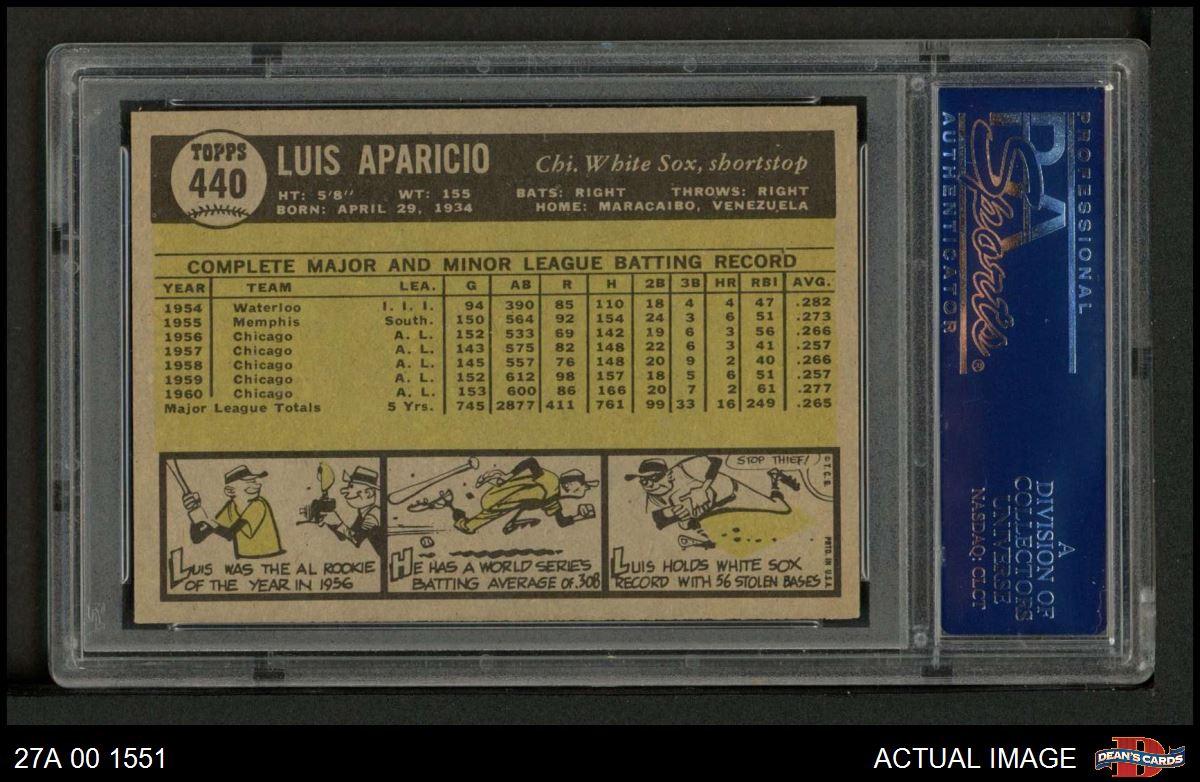 TOPPS
440
LUIS APARICIO
Chi. White Sox, shortstop
HT: 5'8" WT: 155 BATS: RIGHT THROWS: RIGHT
BORN: APRIL 29, 1934 HOME: MARACAIBO, VENEZUELA
COMPLETE MAJOR AND MINOR LEAGUE BATTING RECORD
YEAR TEAM LEA. G AB R H 2B 3B HR RBI AVG.
1954 Waterloo I. I. I. 94 390 85 110 18 4 4 47 .282
1955 Memphis South. 150 564 92 154 24 3 6 51 .273
1956 Chicago A. L. 152 533 69 142 19 6 3 56 .266
1957 Chicago A. L. 143 575 82 148 22 6 3 41 .257
1958 Chicago A. L. 145 557 76 148 20 9 2 40 .266
1959 Chicago A. L. 152 612 98 157 18 5 6 51 .257
1960 Chicago A. L. 153 600 86 166 20 7 2 61 .277
Major League Totals 5 Yrs. 745 2877 411 761 99 33 16 249 .265
LUIS WAS THE AL ROOKIE
OF THE YEAR IN 1956
HE HAS A WORLD SERIES
BATTING AVERAGE OF .308
STOP THIEF!
LUIS HOLDS WHITE SOX
RECORD WITH 56 STOLEN BASES
© T. C. G.
PRTD. IN U.S.A.
PROFESSIONAL
PSA
Sports
®
AUTHENTICATOR
A
DIVISION OF
COLLECTORS
UNIVERSE
NASDAQ: CLCT
27A 00 1551
ACTUAL IMAGE
DEAN'S CARDS